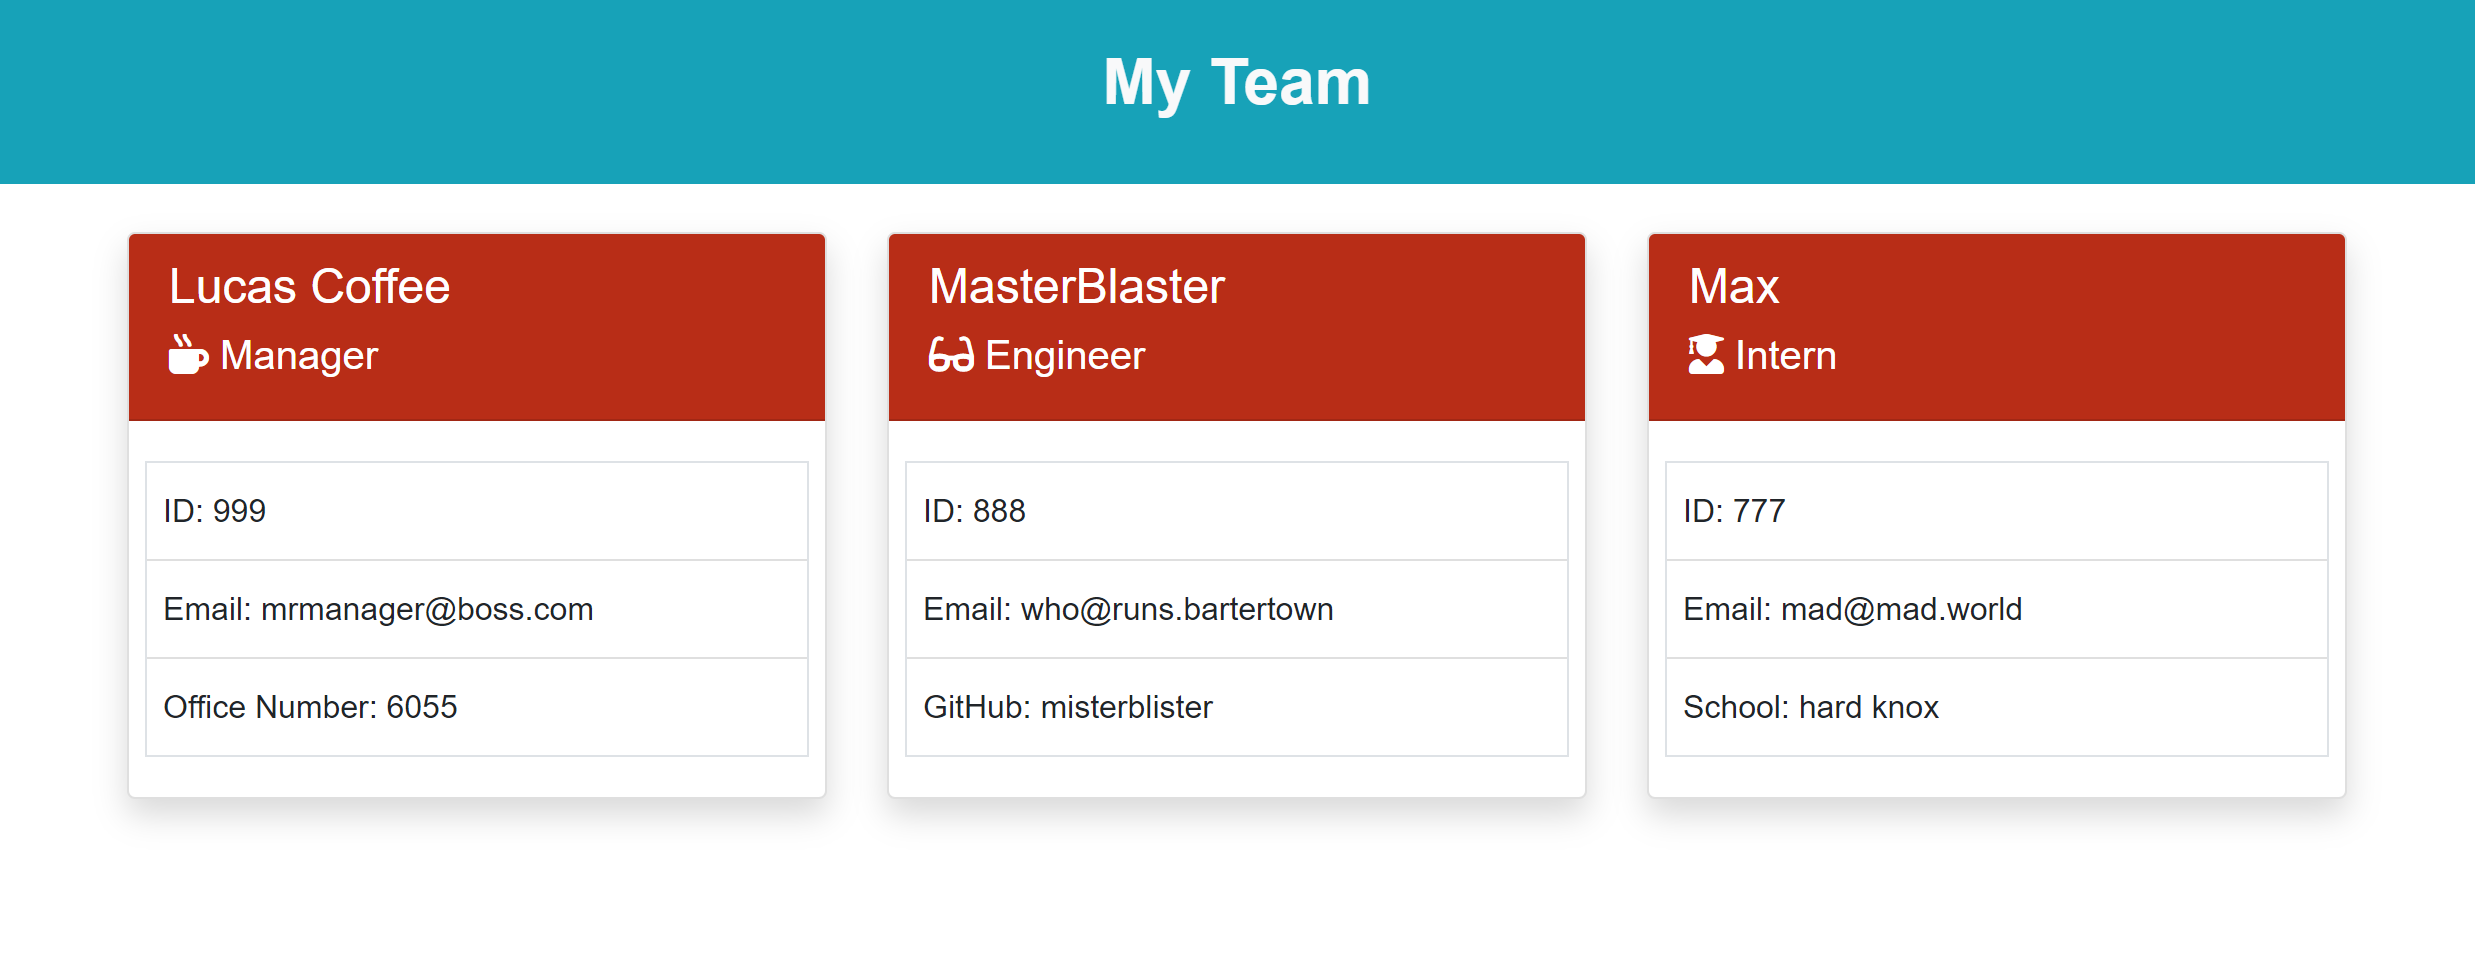 My Team
Lucas Coffee
Manager
ID: 999
Email: mrmanager@boss.com
Office Number: 6055
MasterBlaster
Engineer
ID: 888
Email: who@runs.bartertown
GitHub: misterblister
Max
Intern
ID: 777
Email: mad@mad.world
School: hard knox